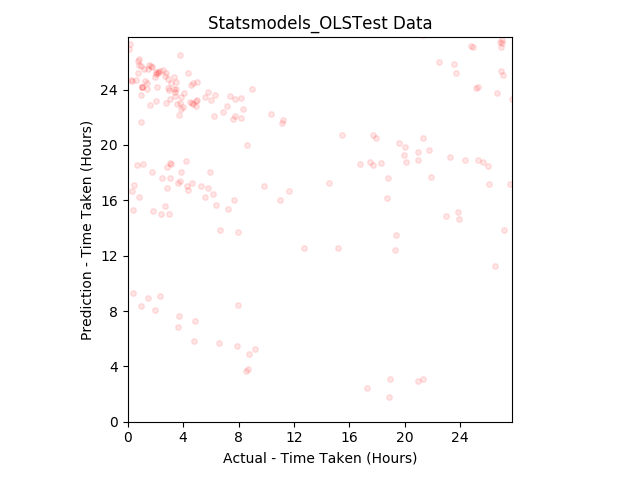 Statsmodels_OLSTest Data
Prediction - Time Taken (Hours)
24
20
16
12
8
4
0
0 4 8 12 16 20 24
Actual - Time Taken (Hours)